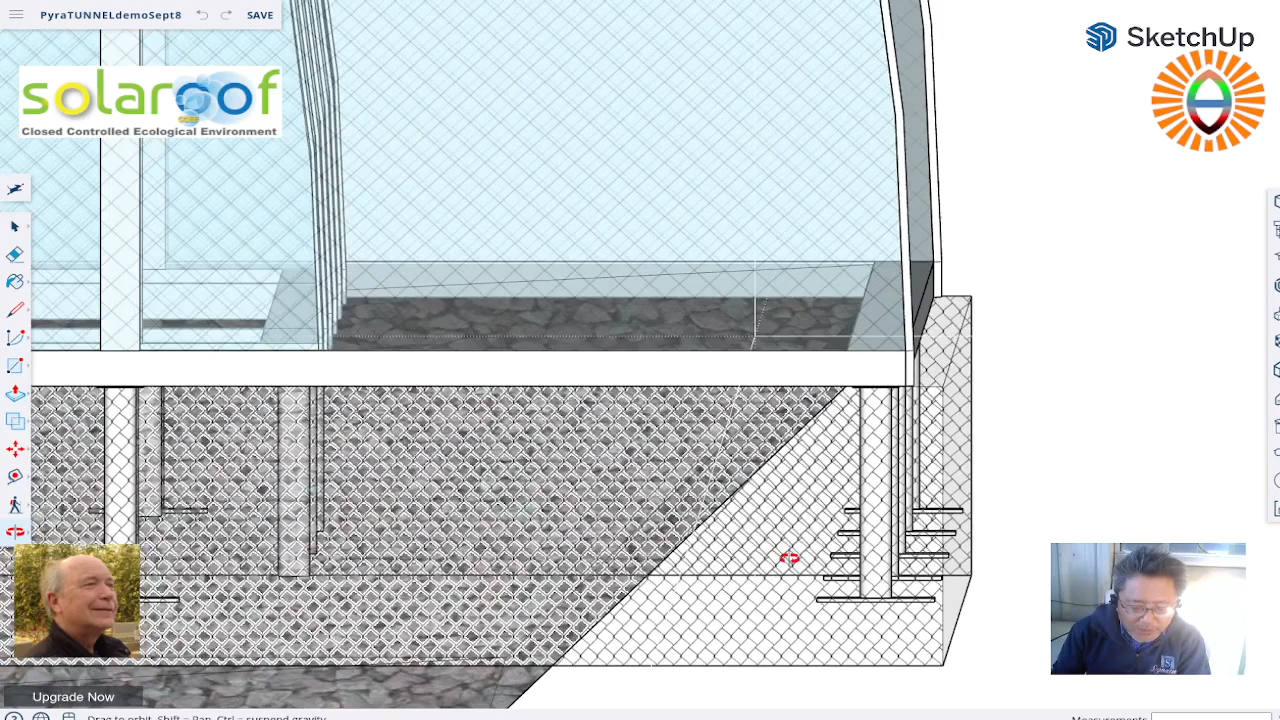 PyraTUNNELdemoSept8
SAVE
SketchUp
solaroof
CCEE
Closed Controlled Ecological Environment
Upgrade Now
Drag to orbit. Shift = Pan, Ctrl = suspend gravity
Measurements